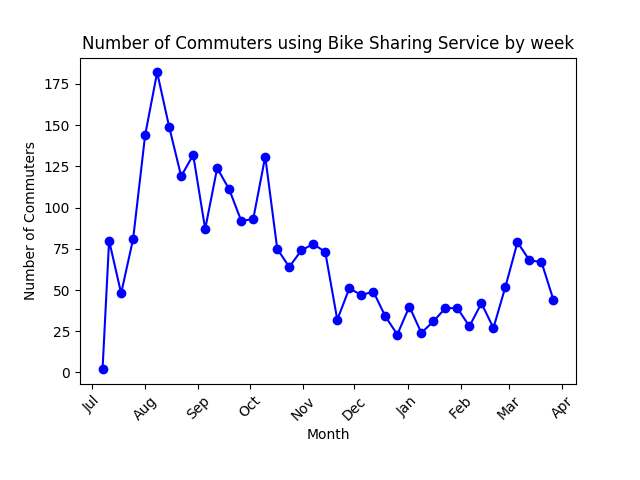 Number of Commuters using Bike Sharing Service by week
Number of Commuters
175
150
125
100
75
50
25
0
Jul
Aug
Sep
Oct
Nov
Dec
Jan
Feb
Mar
Apr
Month